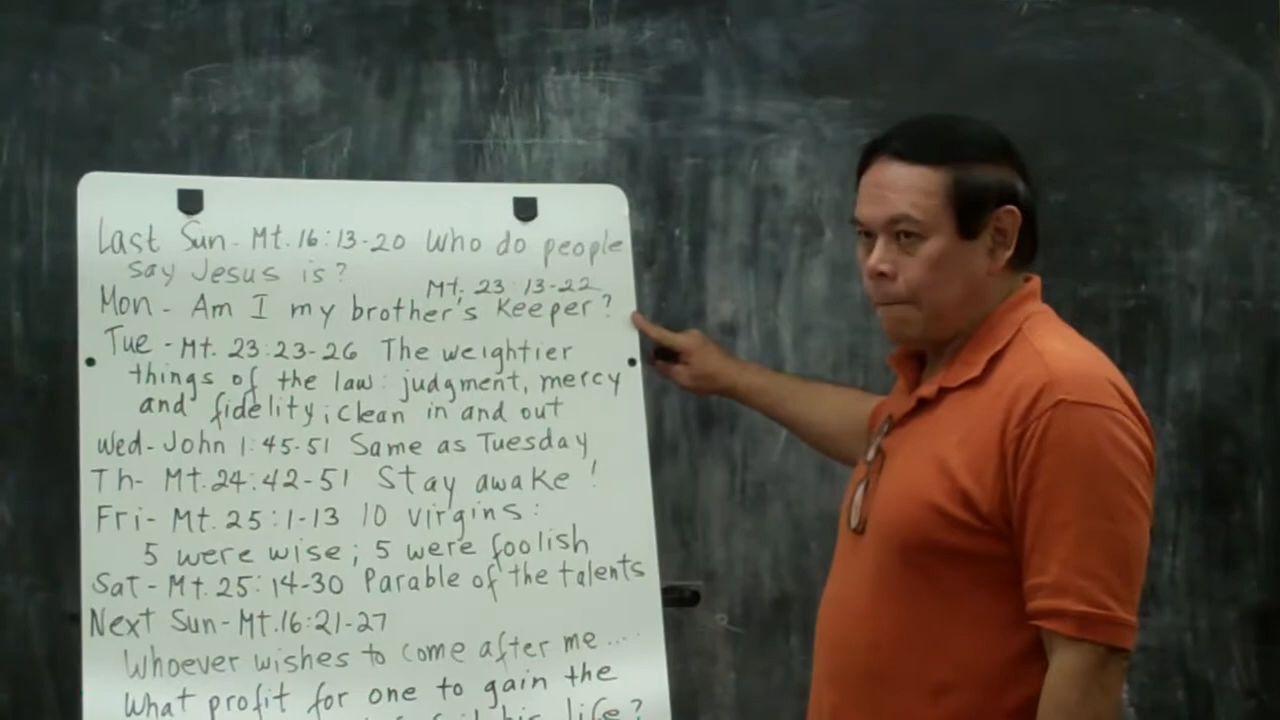 Last Sun - Mt. 16:13-20 Who do people
say Jesus is?
Mt. 23 13-22
Mon - Am I my brother's keeper?
Tue - Mt. 23:23-26 The weightier
things of the law: judgment, mercy
and fidelity; clean in and out
Wed - John 1:45-51 Same as Tuesday
Th - Mt. 24:42-51 Stay awake!
Fri - Mt. 25:1-13 10 virgins:
5 were wise; 5 were foolish
Sat - Mt. 25:14-30 Parable of the talents
Next Sun - Mt. 16:21-27
Whoever wishes to come after me....
What profit for one to gain the
his life?